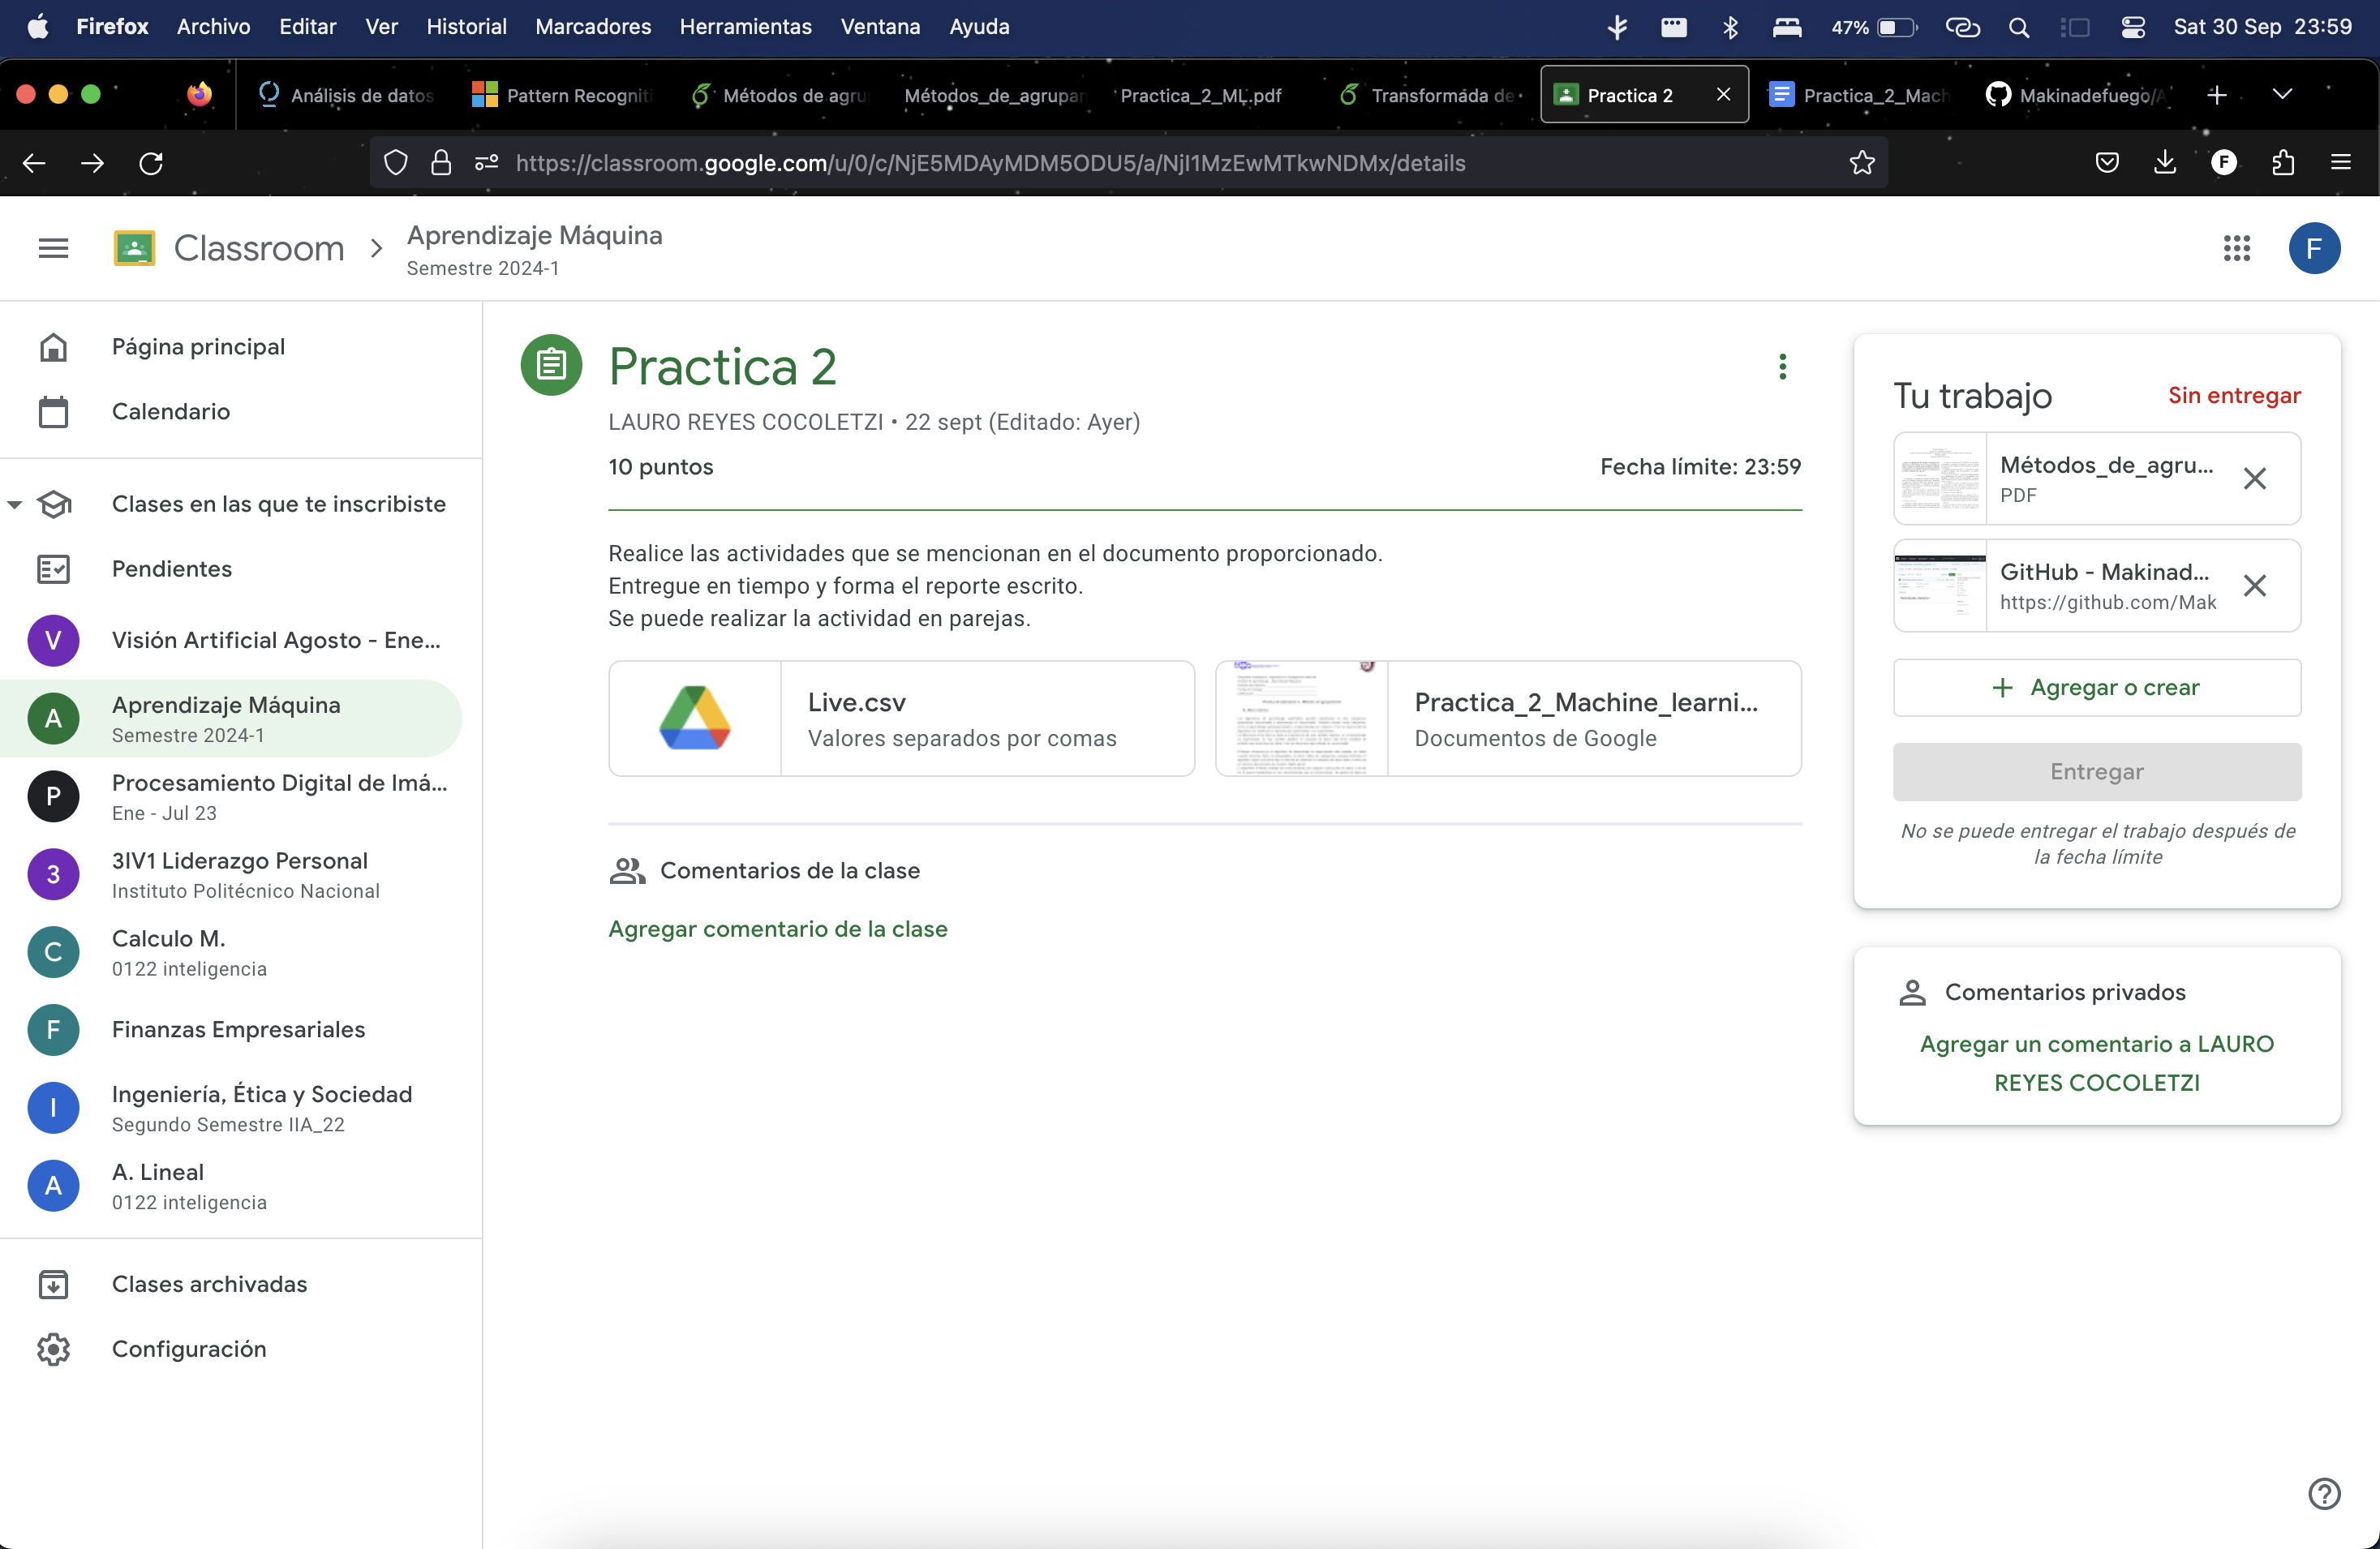 Firefox Archivo Editar Ver Historial Marcadores Herramientas Ventana Ayuda 47% Sat 30 Sep 23:59
Análisis de datos Pattern Recogniti Métodos de agru Métodos_de_agrupan Practica_2_ML.pdf Transformada de Practica 2 Practica_2_Mach Makinadefuego/A
https://classroom.google.com/u/0/c/NjE5MDAyMDM5ODU5/a/NjI1MzEwMTkwNDMx/details
Classroom
Aprendizaje Máquina
Semestre 2024-1
F
Página principal
Calendario
Clases en las que te inscribiste
Pendientes
V
Visión Artificial Agosto - Ene...
A
Aprendizaje Máquina
Semestre 2024-1
P
Procesamiento Digital de Imá...
Ene - Jul 23
3
3IV1 Liderazgo Personal
Instituto Politécnico Nacional
C
Calculo M.
0122 inteligencia
F
Finanzas Empresariales
I
Ingeniería, Ética y Sociedad
Segundo Semestre IIA_22
A
A. Lineal
0122 inteligencia
Clases archivadas
Configuración
Practica 2
LAURO REYES COCOLETZI • 22 sept (Editado: Ayer)
10 puntos
Fecha límite: 23:59
Realice las actividades que se mencionan en el documento proporcionado.
Entregue en tiempo y forma el reporte escrito.
Se puede realizar la actividad en parejas.
Live.csv
Valores separados por comas
Practica_2_Machine_learni...
Documentos de Google
Comentarios de la clase
Agregar comentario de la clase
Tu trabajo
Sin entregar
Métodos_de_agru...
PDF
GitHub - Makinad...
https://github.com/Mak
Agregar o crear
Entregar
No se puede entregar el trabajo después de
la fecha límite
Comentarios privados
Agregar un comentario a LAURO
REYES COCOLETZI